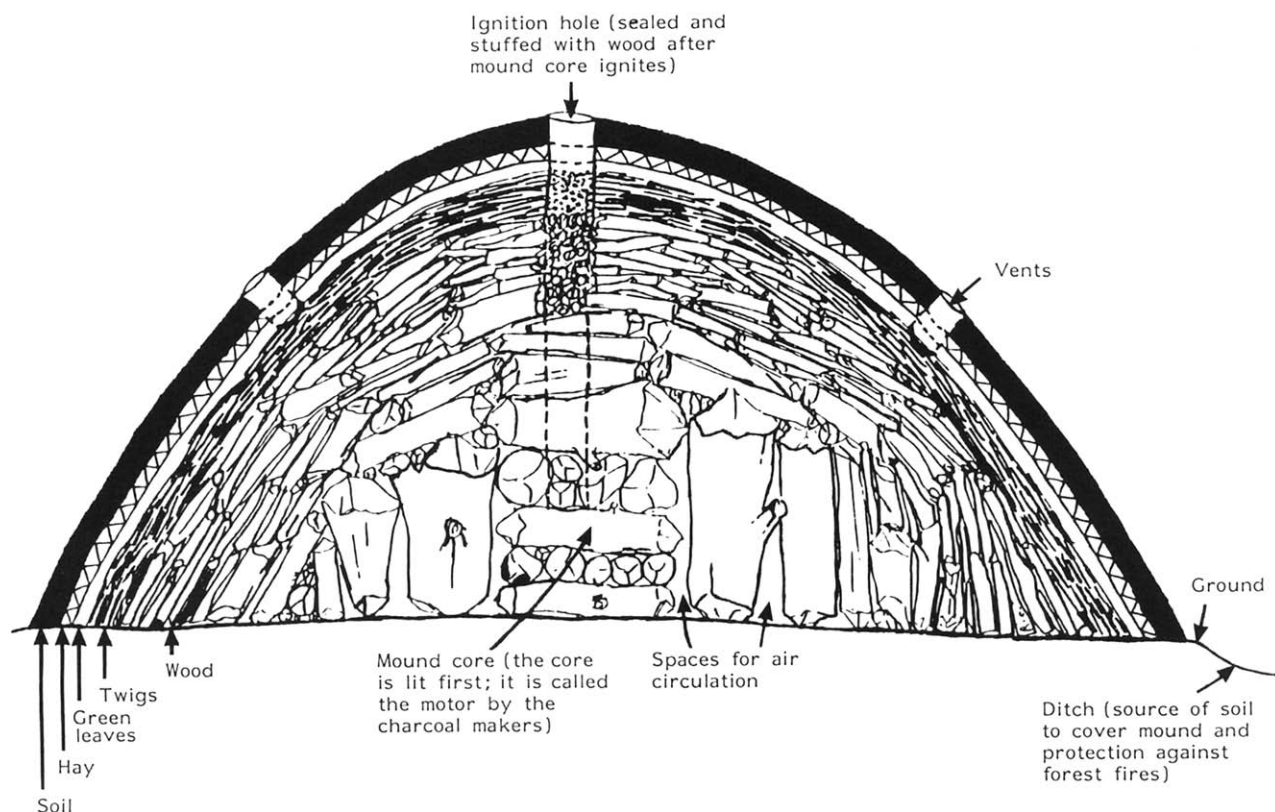 Ignition hole (sealed and
stuffed with wood after
mound core ignites)
Vents
Ground
Wood
Twigs
Green
leaves
Hay
Soil
Mound core (the core
is lit first; it is called
the motor by the
charcoal makers)
Spaces for air
circulation
Ditch (source of soil
to cover mound and
protection against
forest fires)